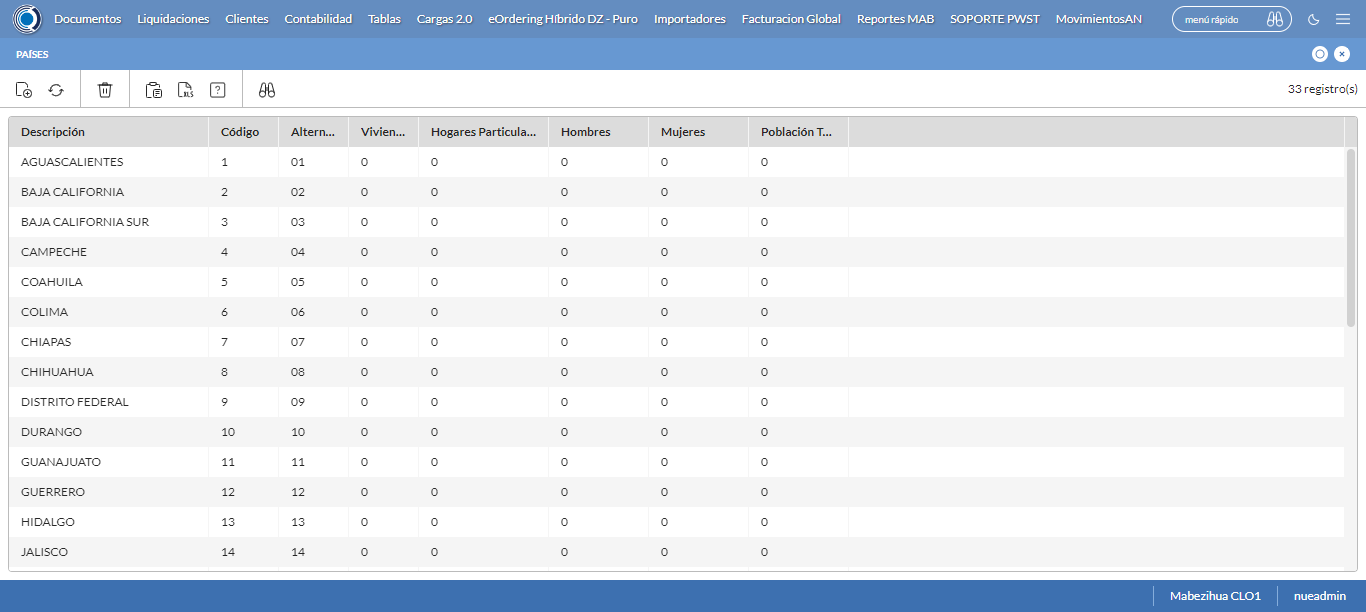 Documentos Liquidaciones Clientes Contabilidad Tablas Cargas 2.0 eOrdering Híbrido DZ - Puro Importadores Facturacion Global Reportes MAB SOPORTE PWST MovimientosAN menú rápido
PAÍSES
XLS ? 33 registro(s)
Descripción Código Altern... Vivien... Hogares Particula... Hombres Mujeres Población T...
AGUASCALIENTES 1 01 0 0 0 0 0
BAJA CALIFORNIA 2 02 0 0 0 0 0
BAJA CALIFORNIA SUR 3 03 0 0 0 0 0
CAMPECHE 4 04 0 0 0 0 0
COAHUILA 5 05 0 0 0 0 0
COLIMA 6 06 0 0 0 0 0
CHIAPAS 7 07 0 0 0 0 0
CHIHUAHUA 8 08 0 0 0 0 0
DISTRITO FEDERAL 9 09 0 0 0 0 0
DURANGO 10 10 0 0 0 0 0
GUANAJUATO 11 11 0 0 0 0 0
GUERRERO 12 12 0 0 0 0 0
HIDALGO 13 13 0 0 0 0 0
JALISCO 14 14 0 0 0 0 0
Mabezihua CLO1 nueadmin